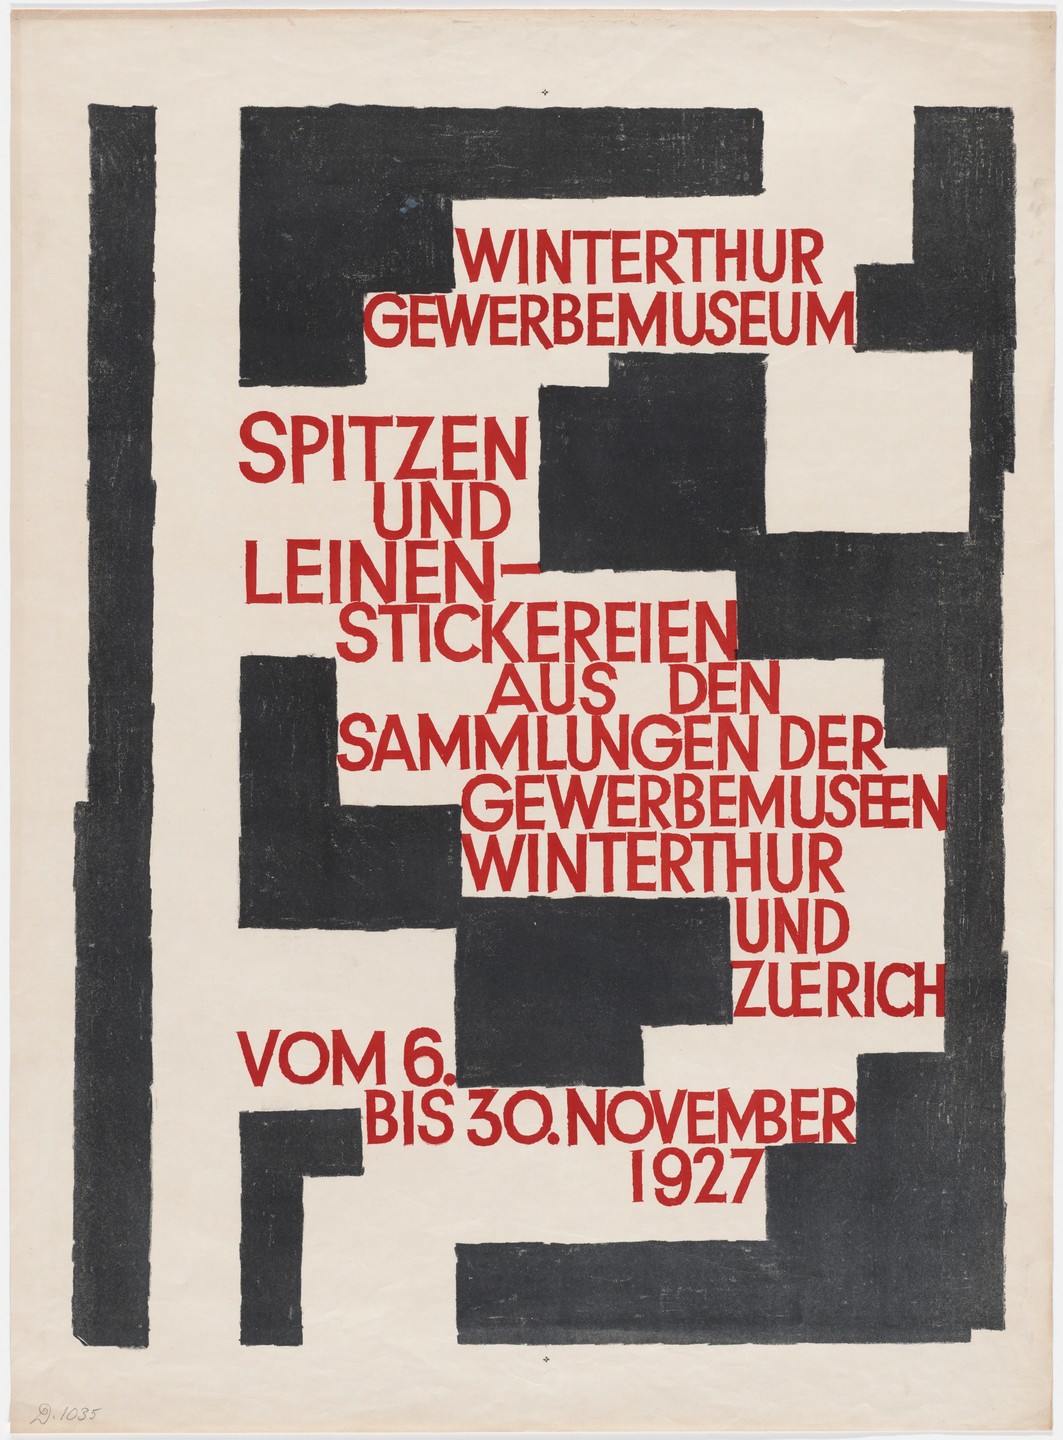 WINTERTHUR
GEWERBEMUSEUM
SPITZEN
UND
LEINEN–
STICKEREIEN
AUS DEN
SAMMLUNGEN DER
GEWERBEMUSEEN
WINTERTHUR
UND
ZUERICH
VOM 6.
BIS 30. NOVEMBER
1927
D.1035